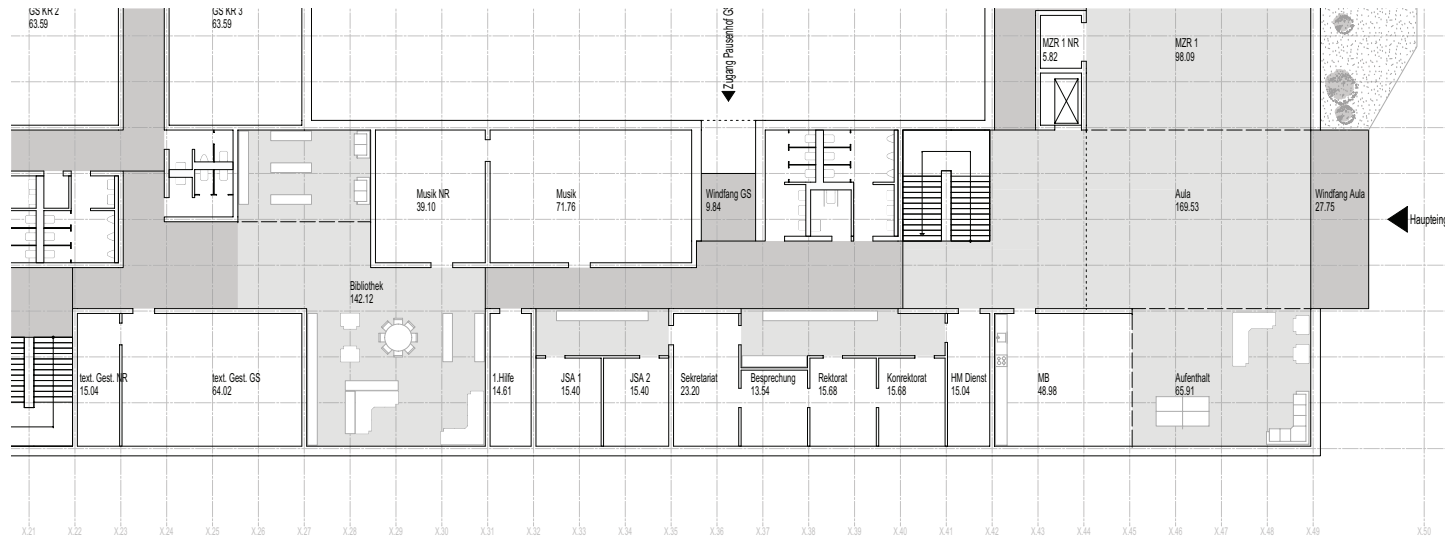 GS KR 2
63.59
GS KR 3
63.59
Zugang Pausenhof GS
MZR 1 NR
5.82
MZR 1
98.09
Musik NR
39.10
Musik
71.76
Windfang GS
9.84
Aula
169.53
Windfang Aula
27.75
Haupteing
Bibliothek
142.12
text. Gest. NR
15.04
text. Gest. GS
64.02
1.Hilfe
14.61
JSA 1
15.40
JSA 2
15.40
Sekretariat
23.20
Besprechung
13.54
Rektorat
15.68
Konrektorat
15.68
HM Dienst
15.04
MB
48.98
Aufenthalt
65.91
X.21
X.22
X.23
X.24
X.25
X.26
X.27
X.28
X.29
X.30
X.31
X.32
X.33
X.34
X.35
X.36
X.37
X.38
X.39
X.40
X.41
X.42
X.43
X.44
X.45
X.46
X.47
X.48
X.49
X.50